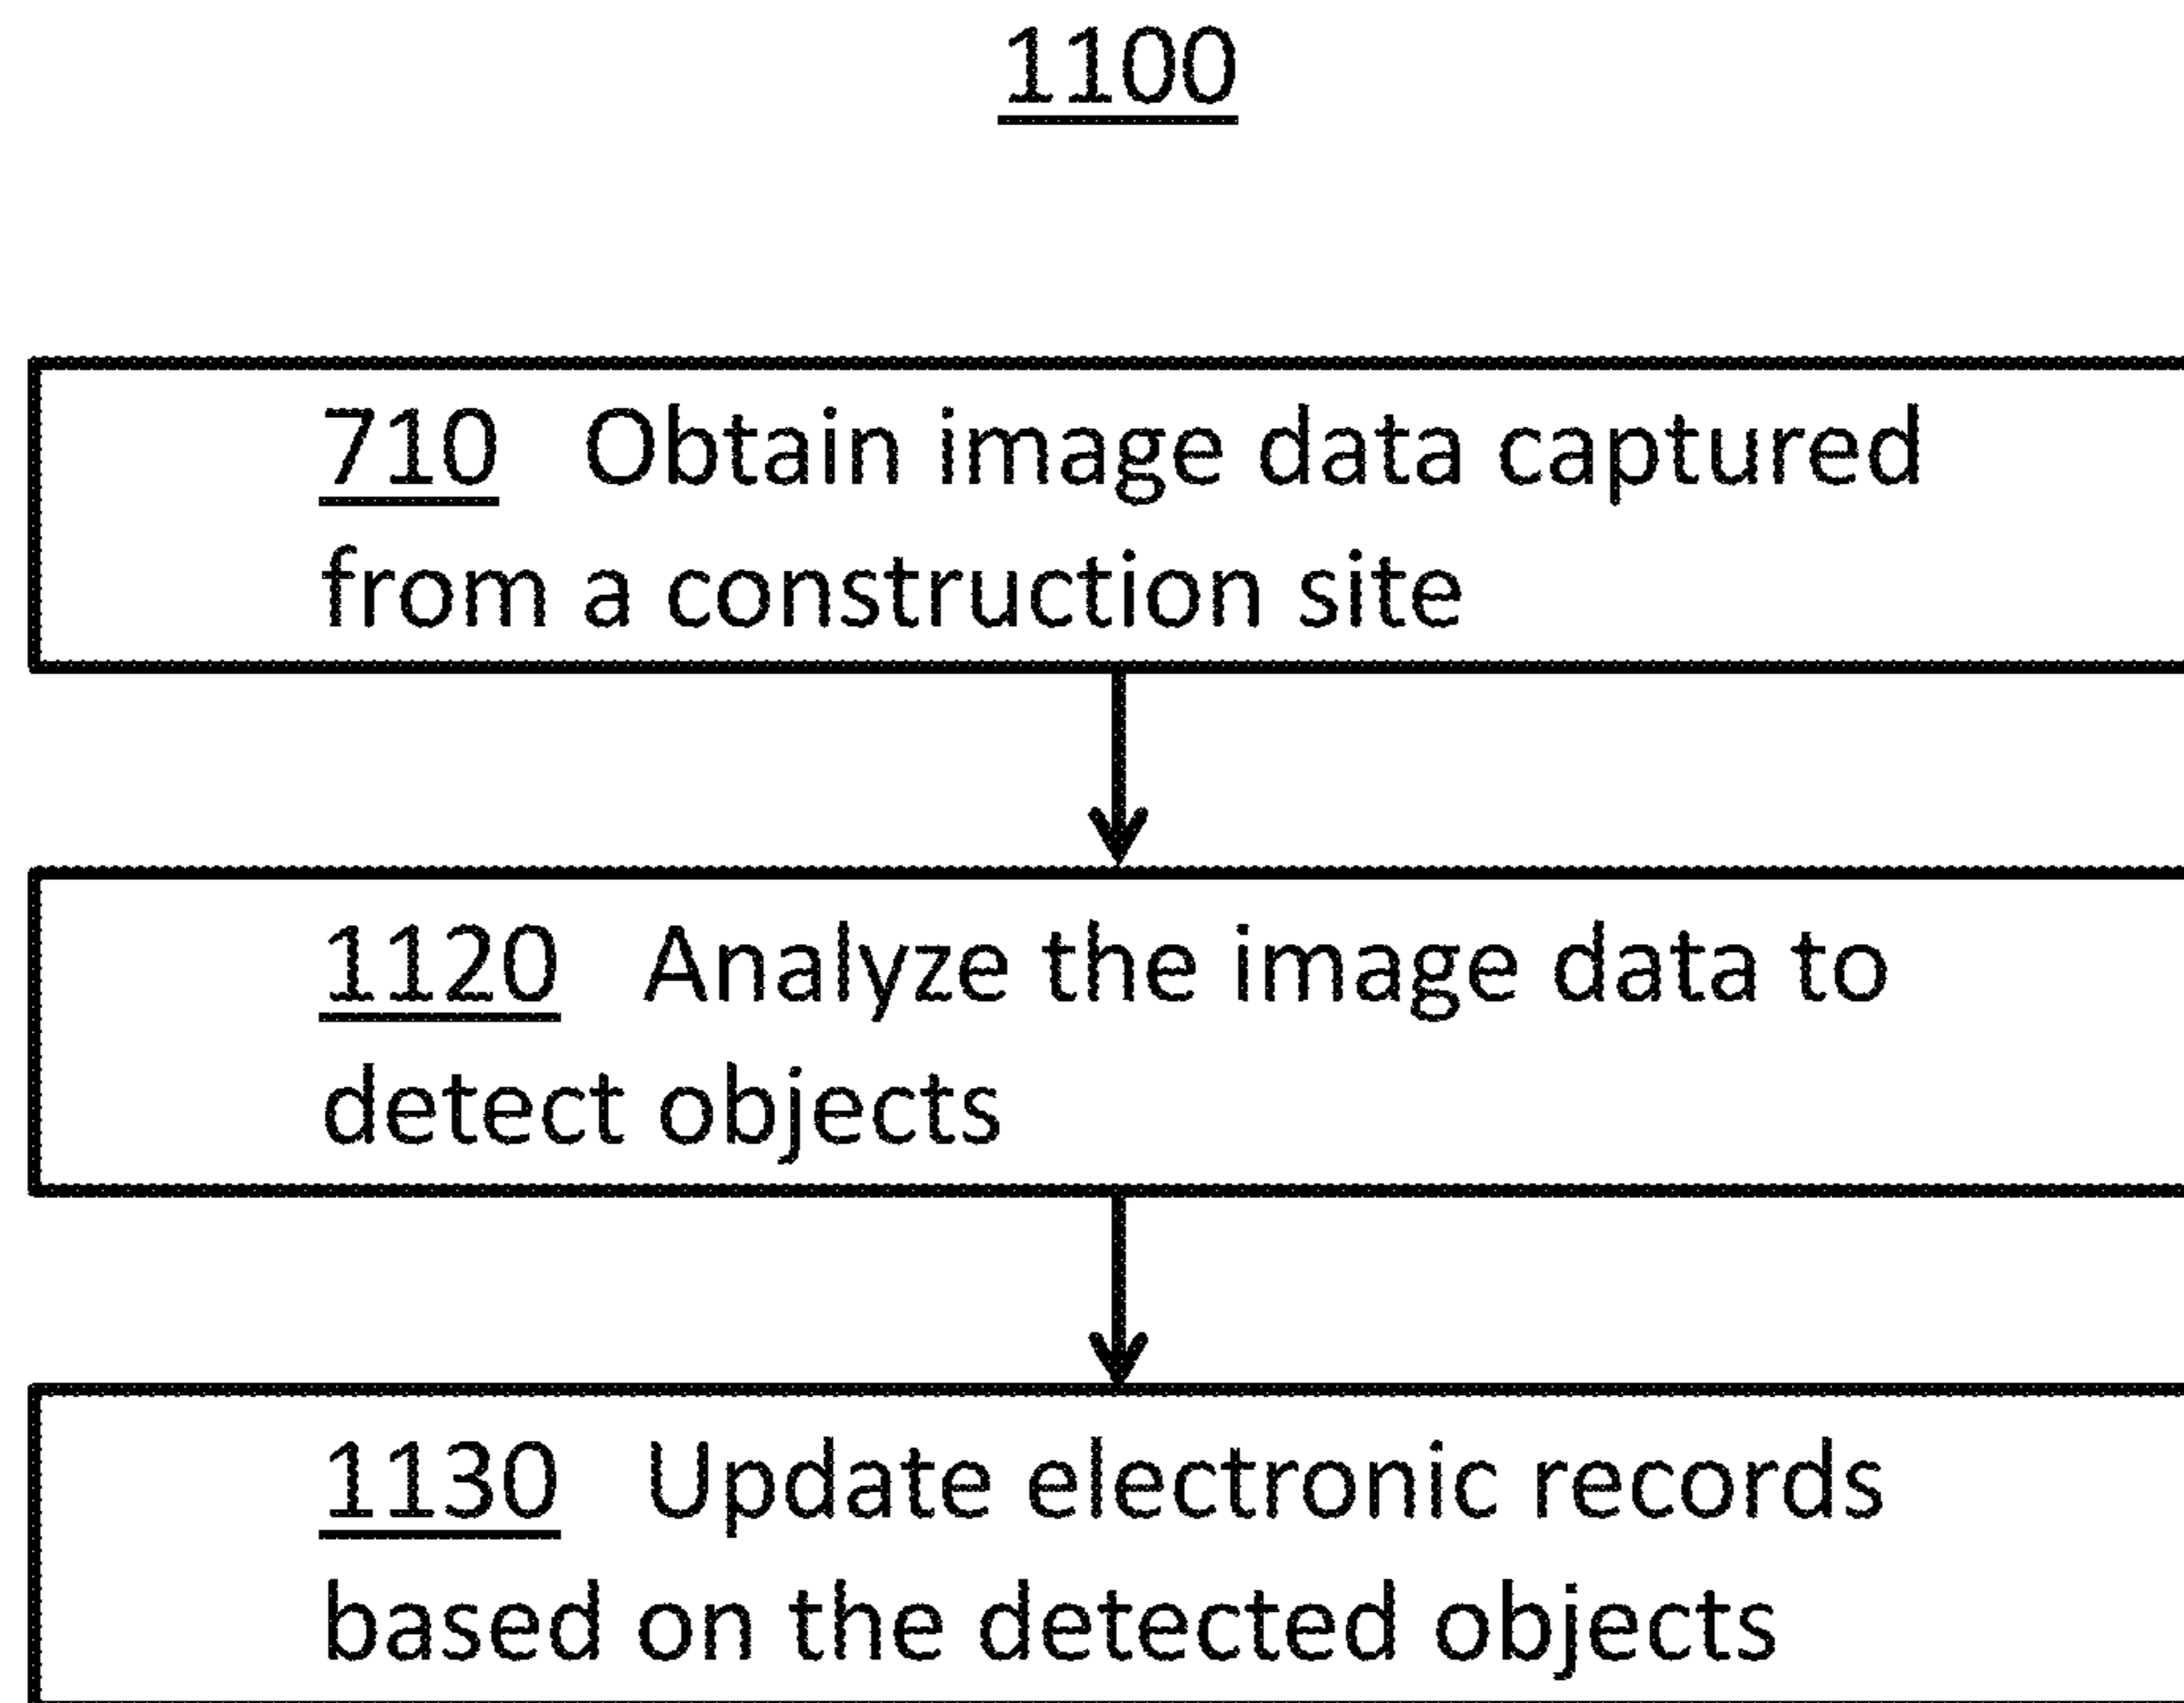 1100
710 Obtain image data captured
from a construction site
1120 Analyze the image data to
detect objects
1130 Update electronic records
based on the detected objects